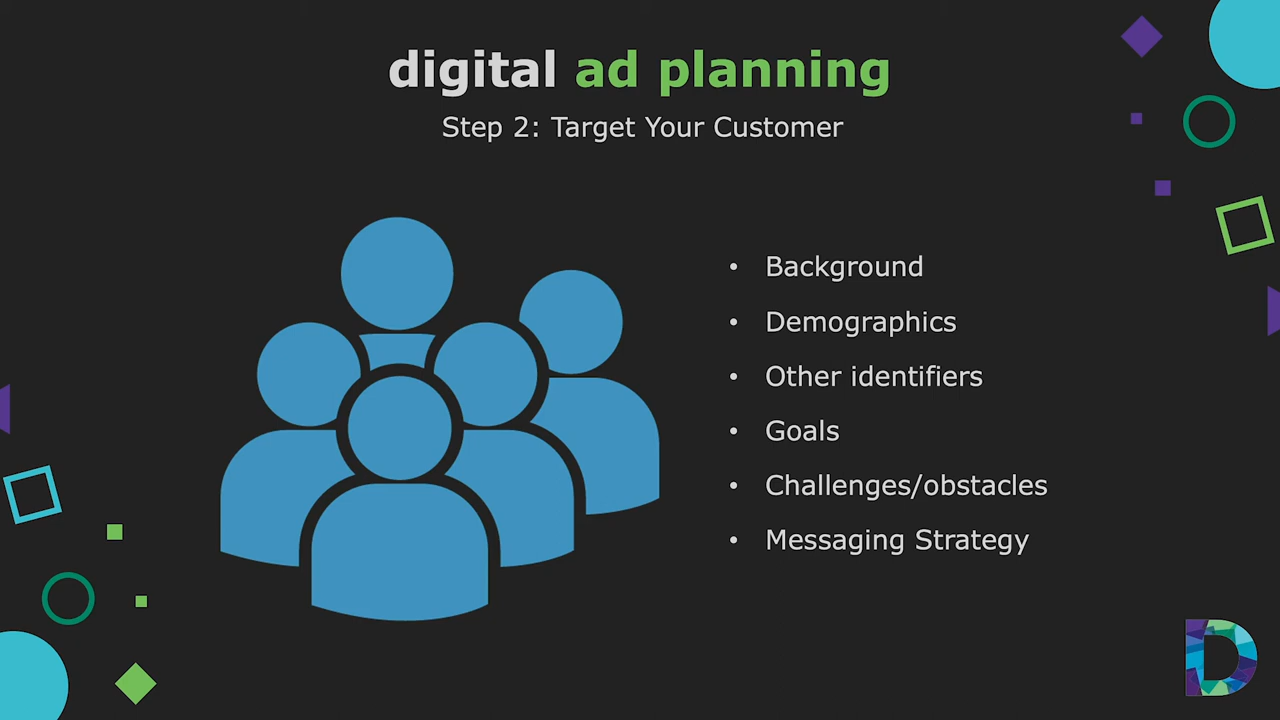 digital ad planning
Step 2: Target Your Customer
• Background
• Demographics
• Other identifiers
• Goals
• Challenges/obstacles
• Messaging Strategy
D